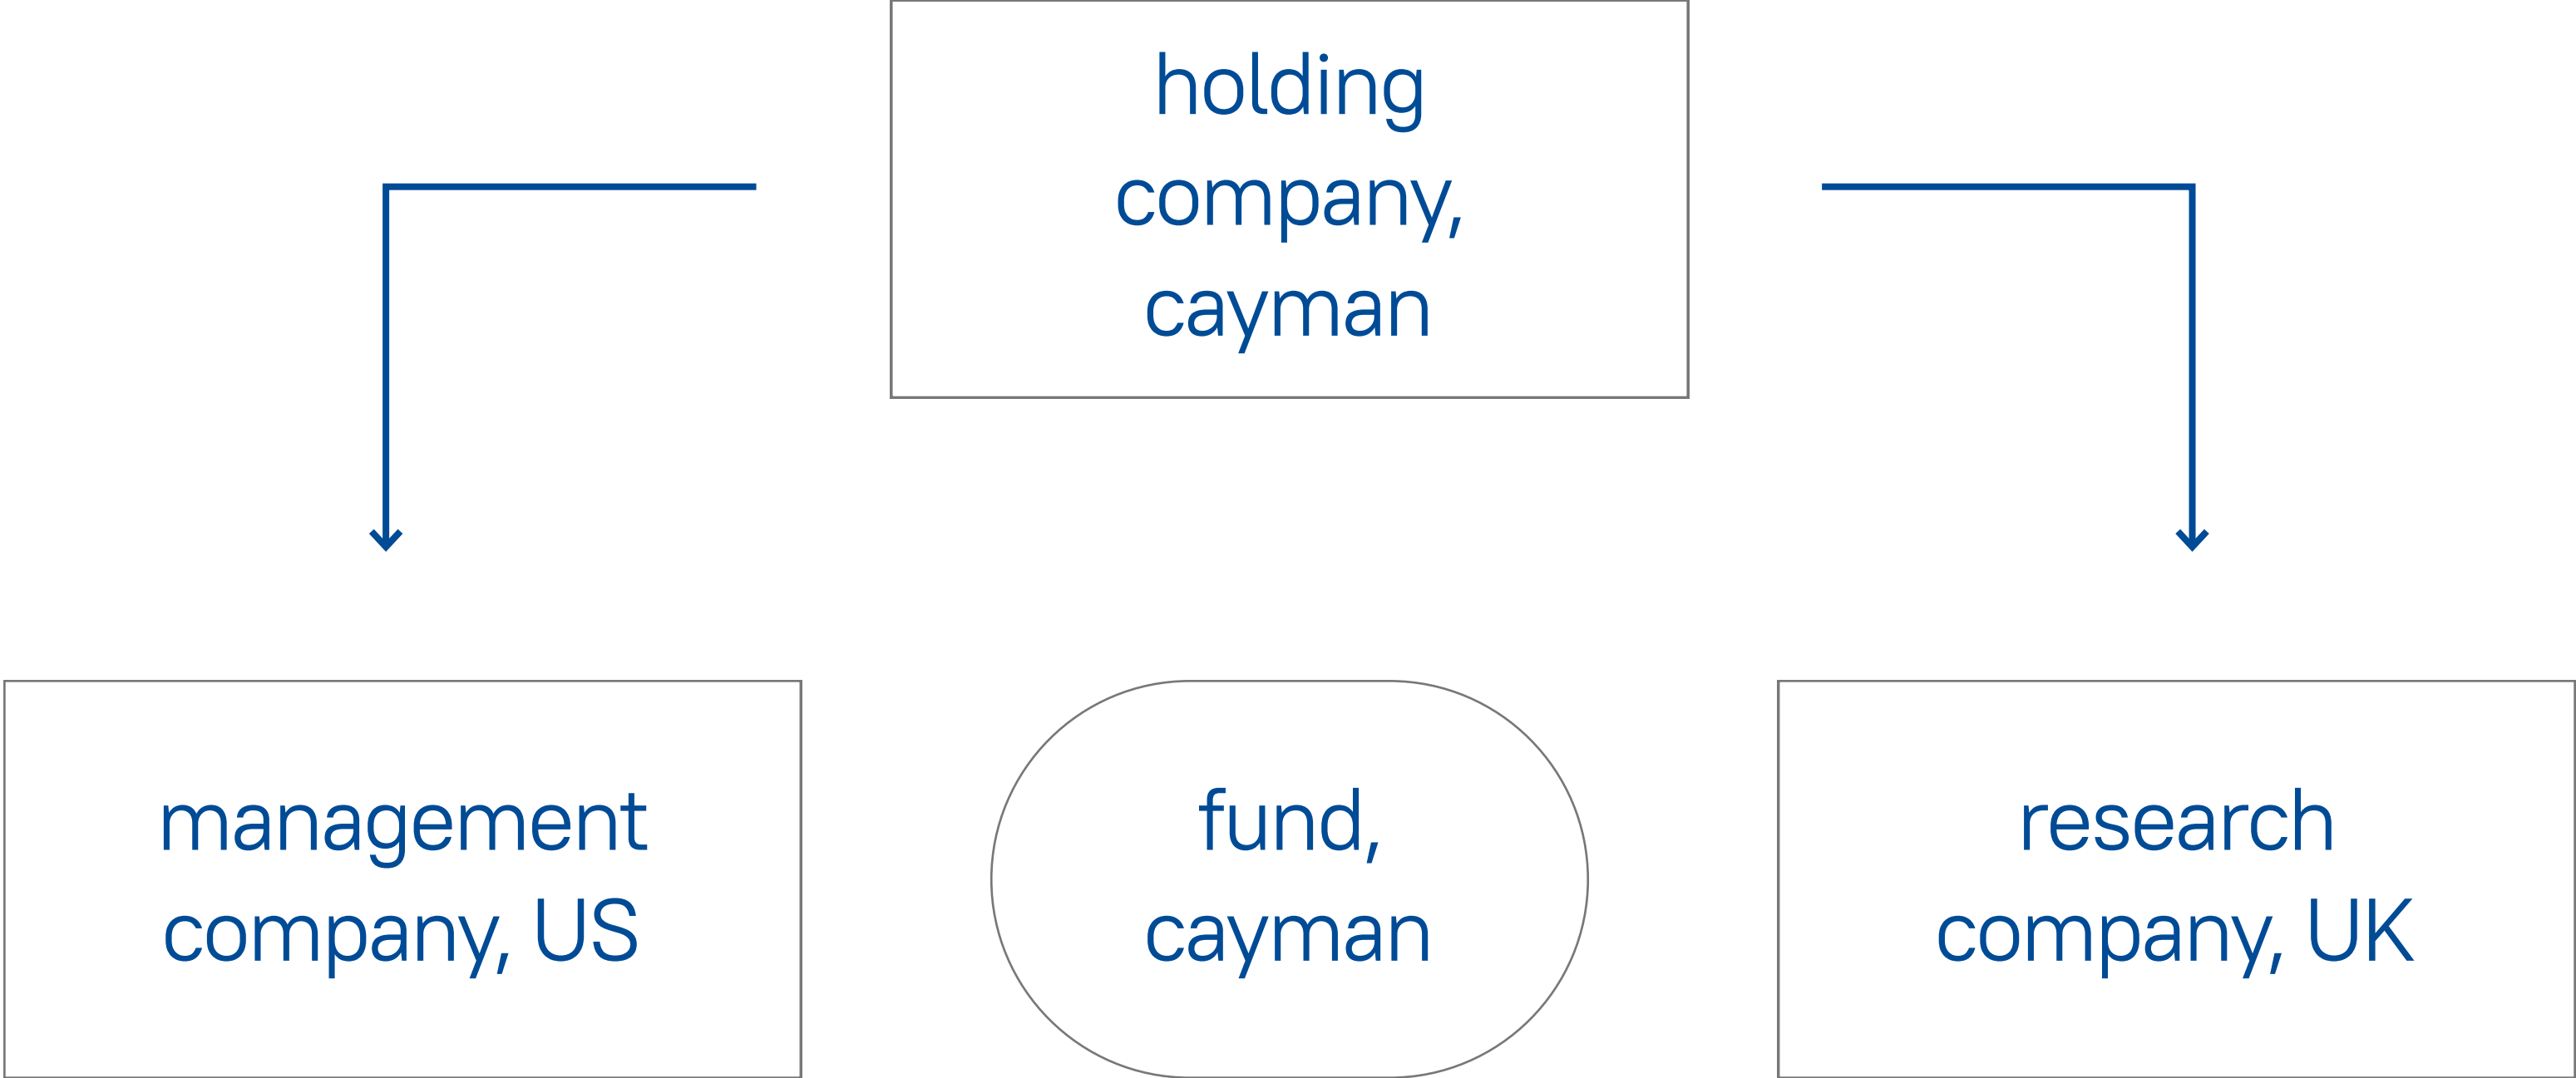 holding
company,
cayman
management
company, US
fund,
cayman
research
company, UK